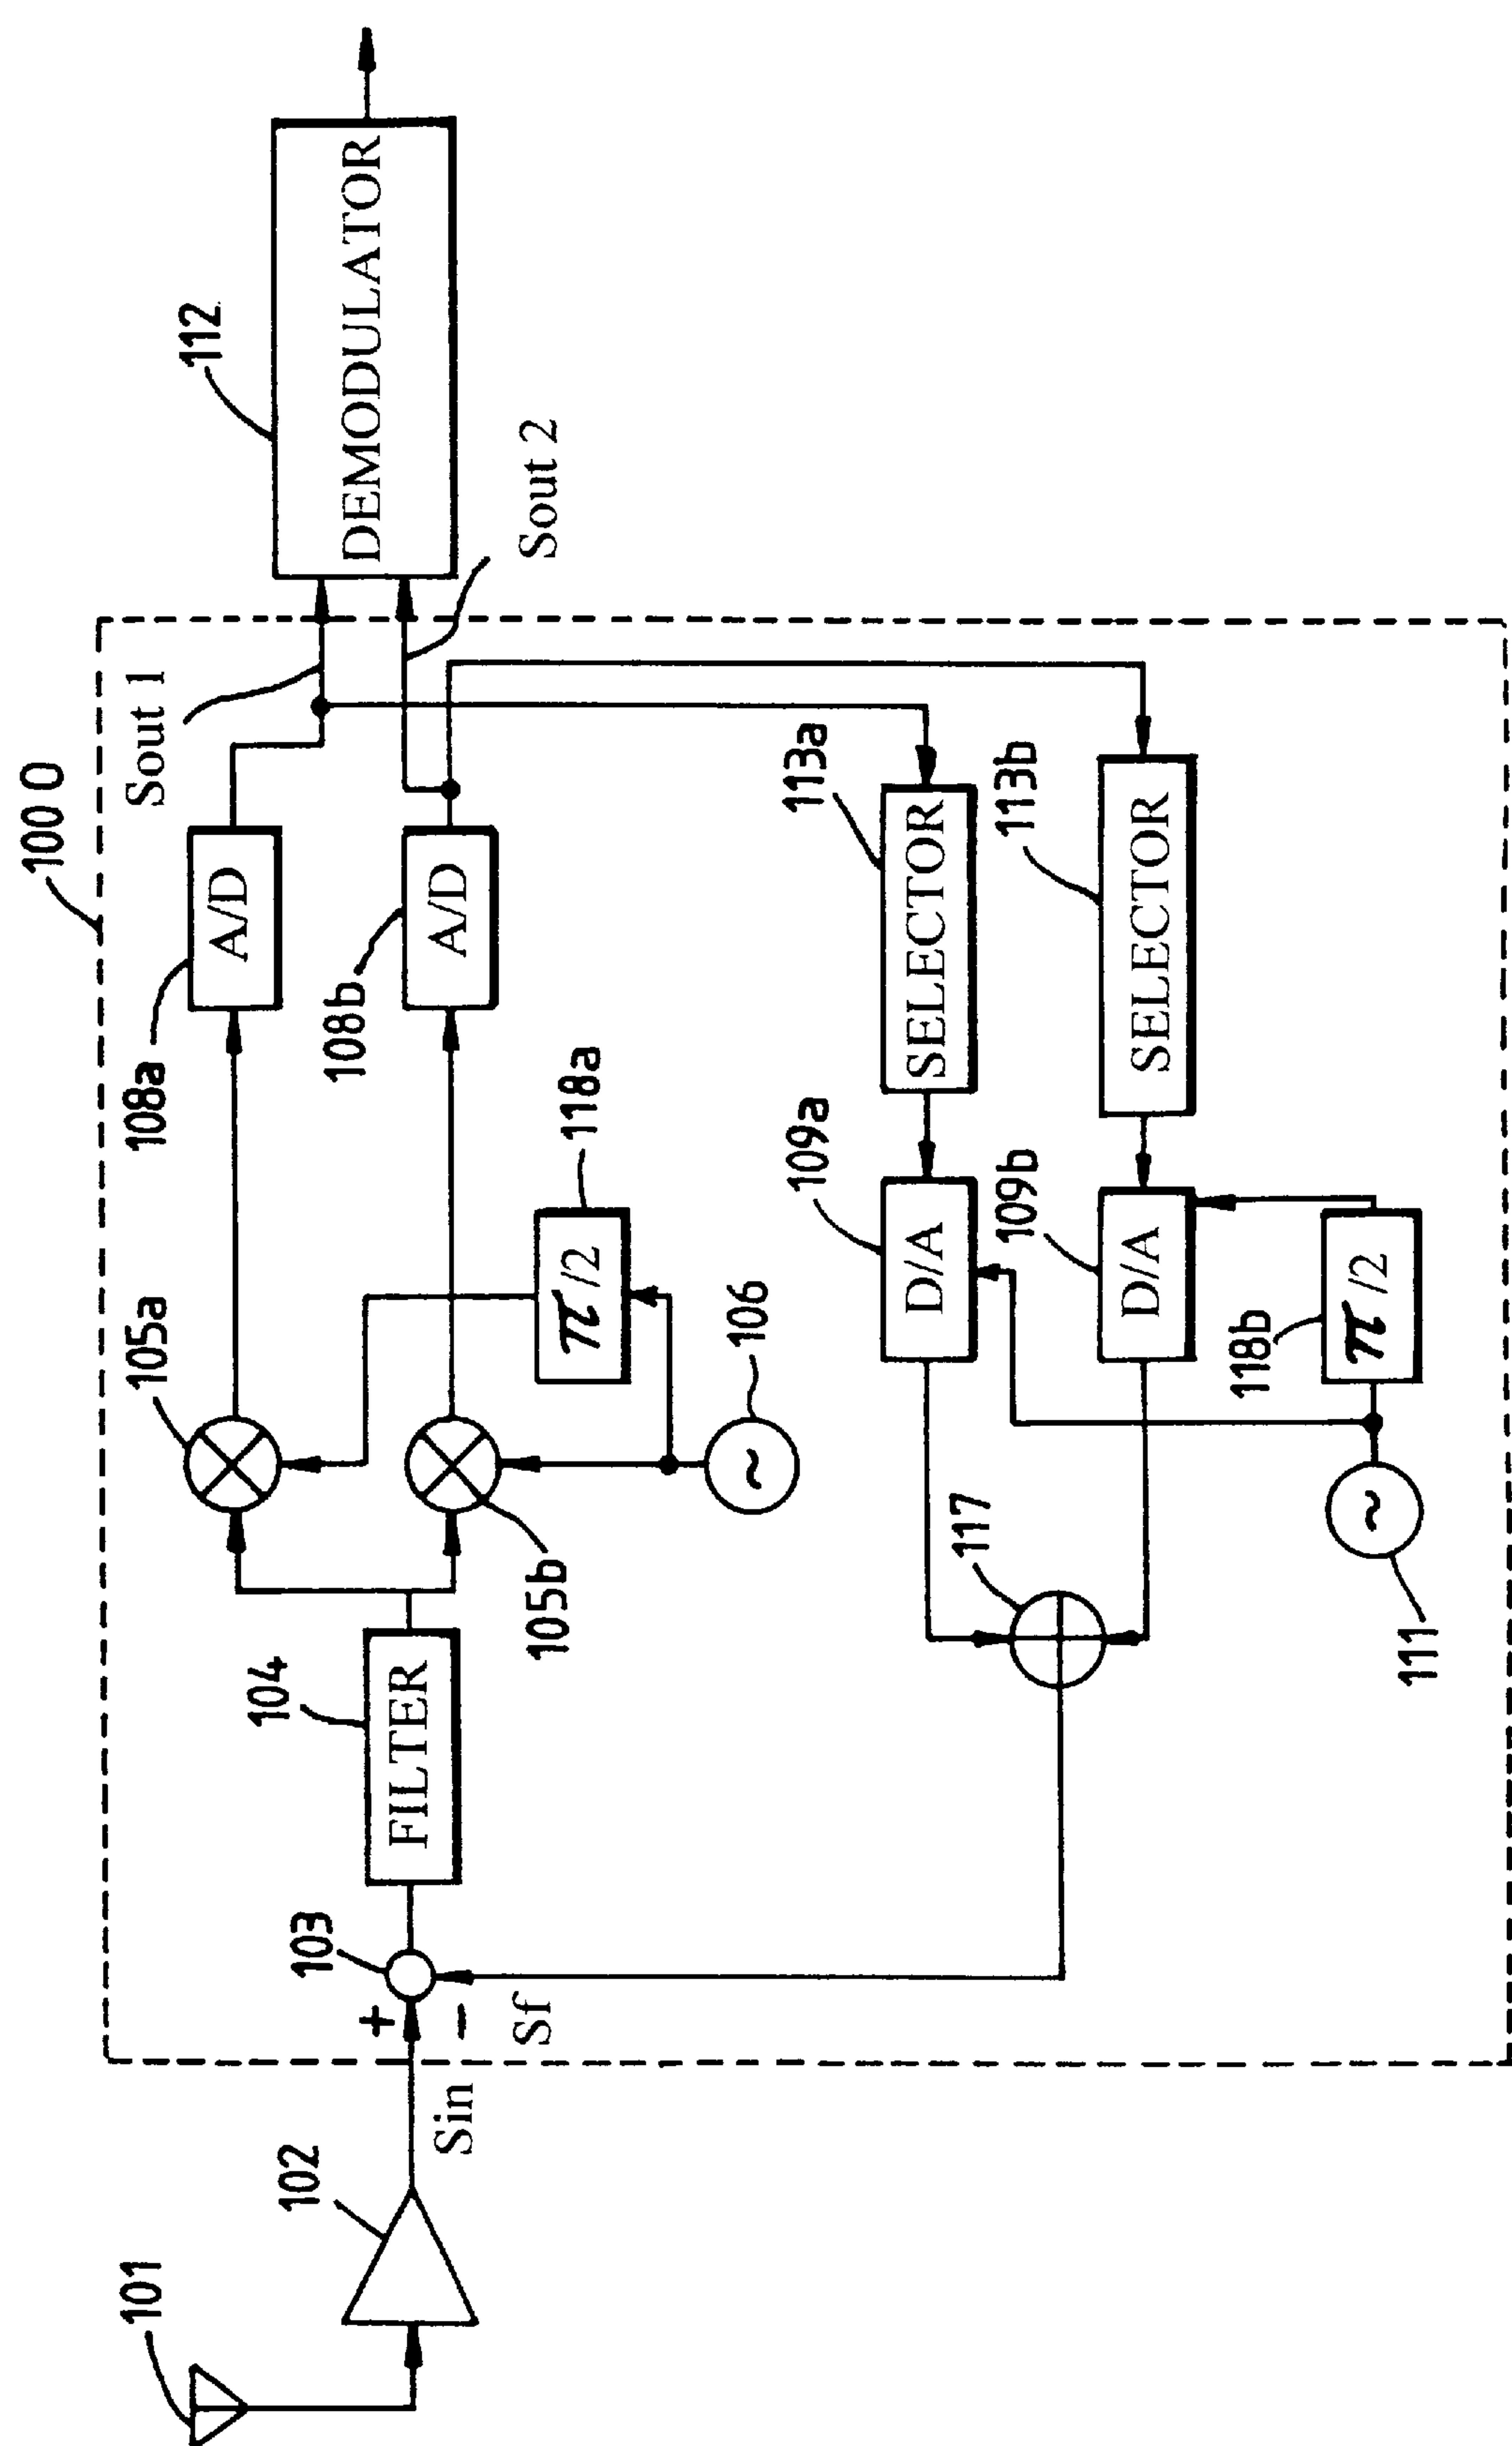 100 O
101
102
Sin
+
-
Sf
103
104
FILTER
105a
105b
106
~
π/2
118a
108a
A/D
108b
A/D
Sout 1
Sout 2
112
DEMODULATOR
113a
SELECTOR
113b
SELECTOR
109a
D/A
109b
D/A
117
118b
π/2
111
~